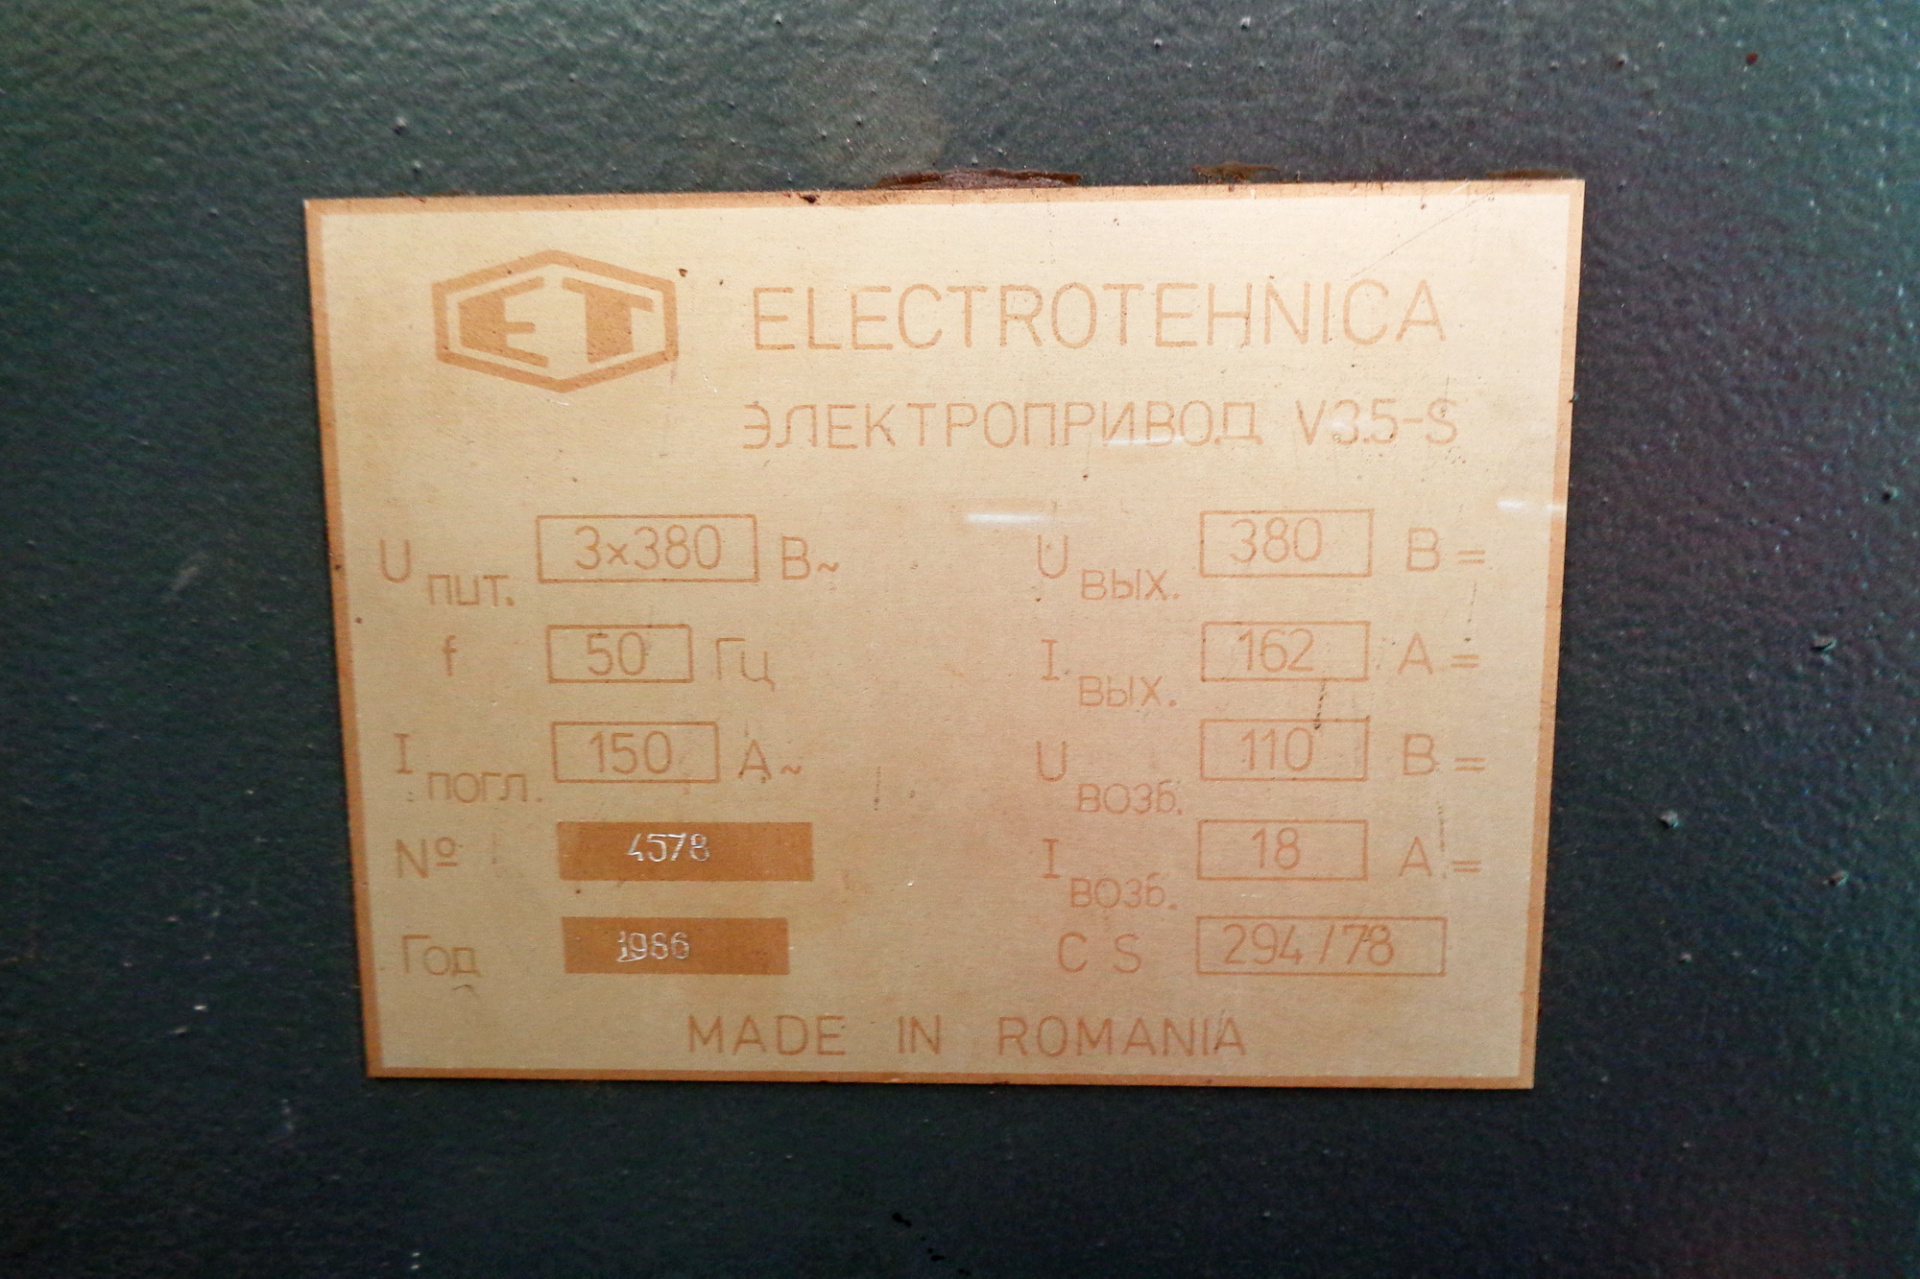 ET ELECTROTEHNICA
ЭЛЕКТРОПРИВОД V3.5-S
U пит. 3×380 В~ U вых. 380 В=
f 50 Гц I вых. 162 А=
I погл. 150 А~ U возб. 110 В=
Nº 4578 I возб. 18 А=
Год 1986 CS 294/78
MADE IN ROMANIA